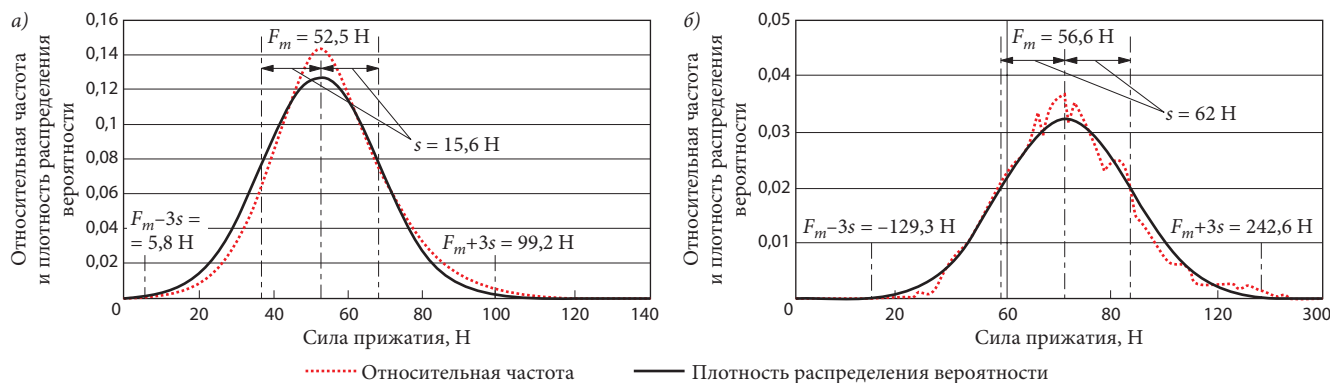 а)
Относительная частота
и плотность распределения
вероятности
0,16
0,14
0,12
0,1
0,08
0,06
0,04
0,02
0
F_m = 52,5 Н
s = 15,6 Н
F_m−3s =
= 5,8 Н
F_m+3s = 99,2 Н
0 20 40 60 80 100 120 140
Сила прижатия, Н
б)
Относительная частота
и плотность распределения
вероятности
0,05
0,04
0,03
0,02
0,01
0
F_m = 56,6 Н
s = 62 Н
F_m−3s = −129,3 Н
F_m+3s = 242,6 Н
0 20 60 80 100 120 300
Сила прижатия, Н
Относительная частота
Плотность распределения вероятности